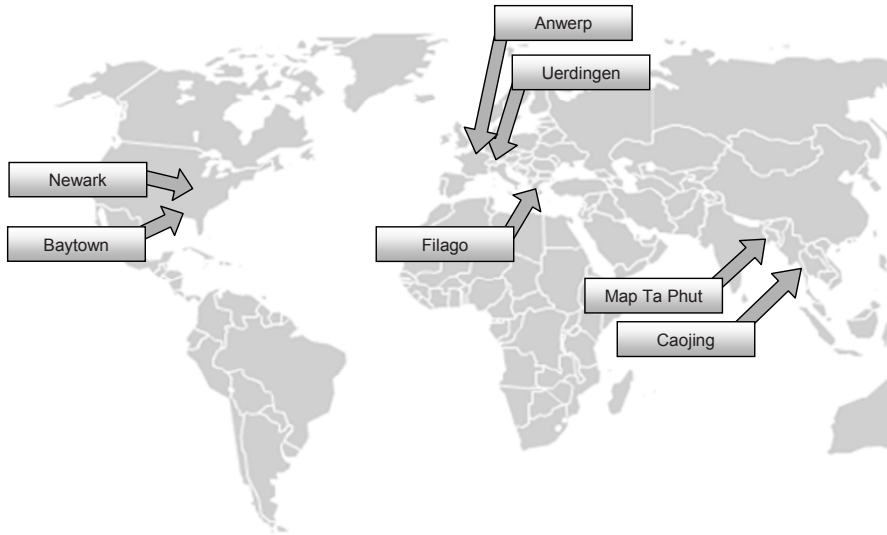 Anwerp
Uerdingen
Newark
Baytown
Filago
Map Ta Phut
Caojing